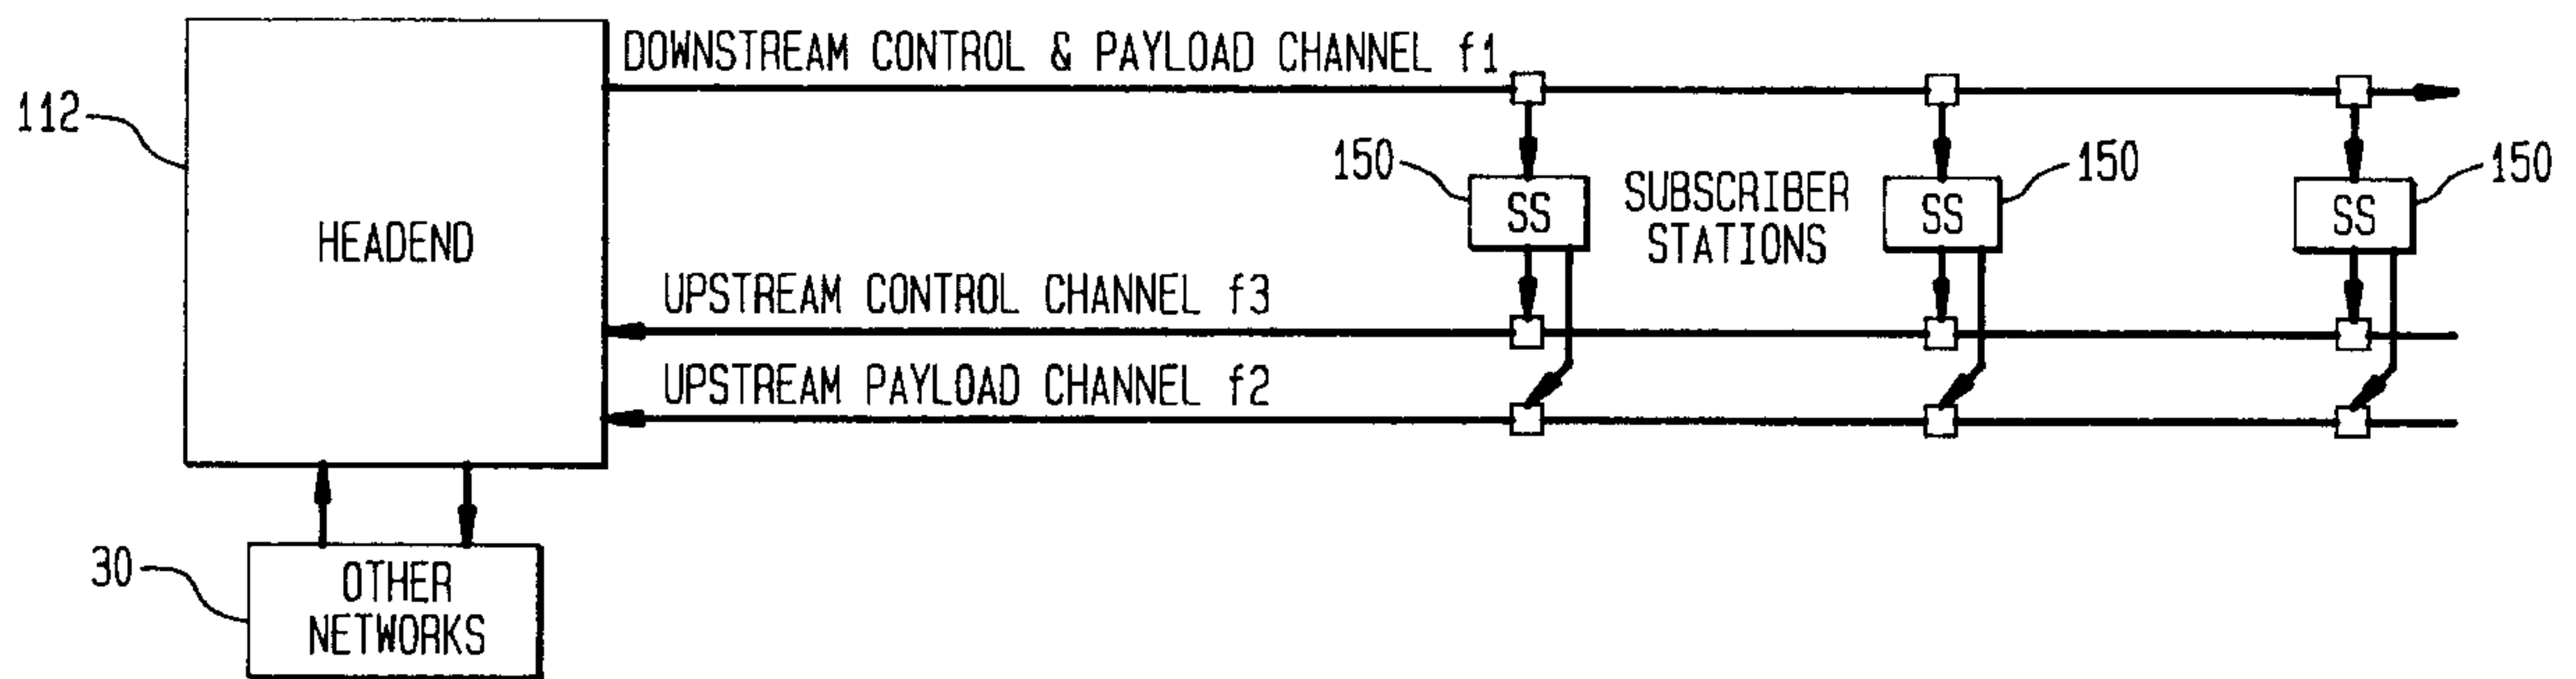 DOWNSTREAM CONTROL & PAYLOAD CHANNEL f1
112
HEADEND
150
SS
SUBSCRIBER
STATIONS
SS
150
SS
150
UPSTREAM CONTROL CHANNEL f3
UPSTREAM PAYLOAD CHANNEL f2
30
OTHER
NETWORKS